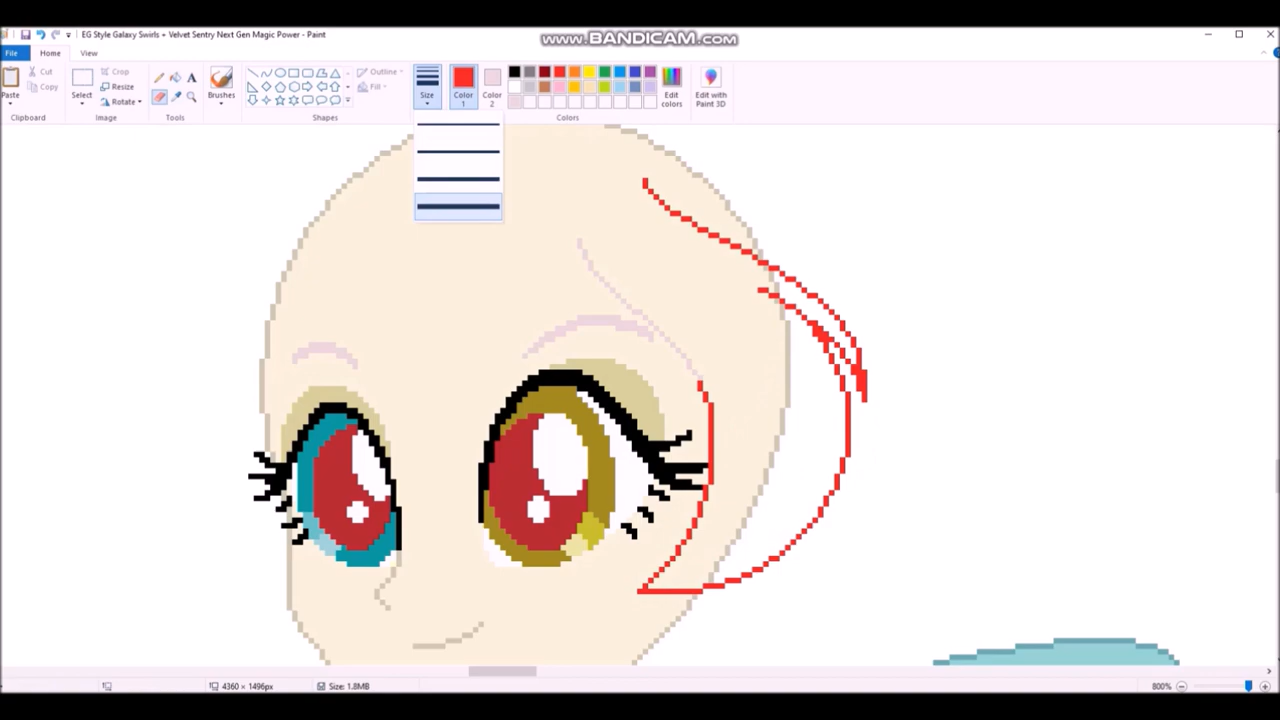 www.BANDICAM.com
EG Style Galaxy Swirls + Velvet Sentry Next Gen Magic Power - Paint
File
Home
View
Paste
Cut
Copy
Clipboard
Select
Crop
Resize
Rotate
Image
Tools
Brushes
Shapes
Outline
Fill
Size
Color
1
Color
2
Colors
Edit
colors
Edit with
Paint 3D
4360 × 1496px
Size: 1.8MB
800%